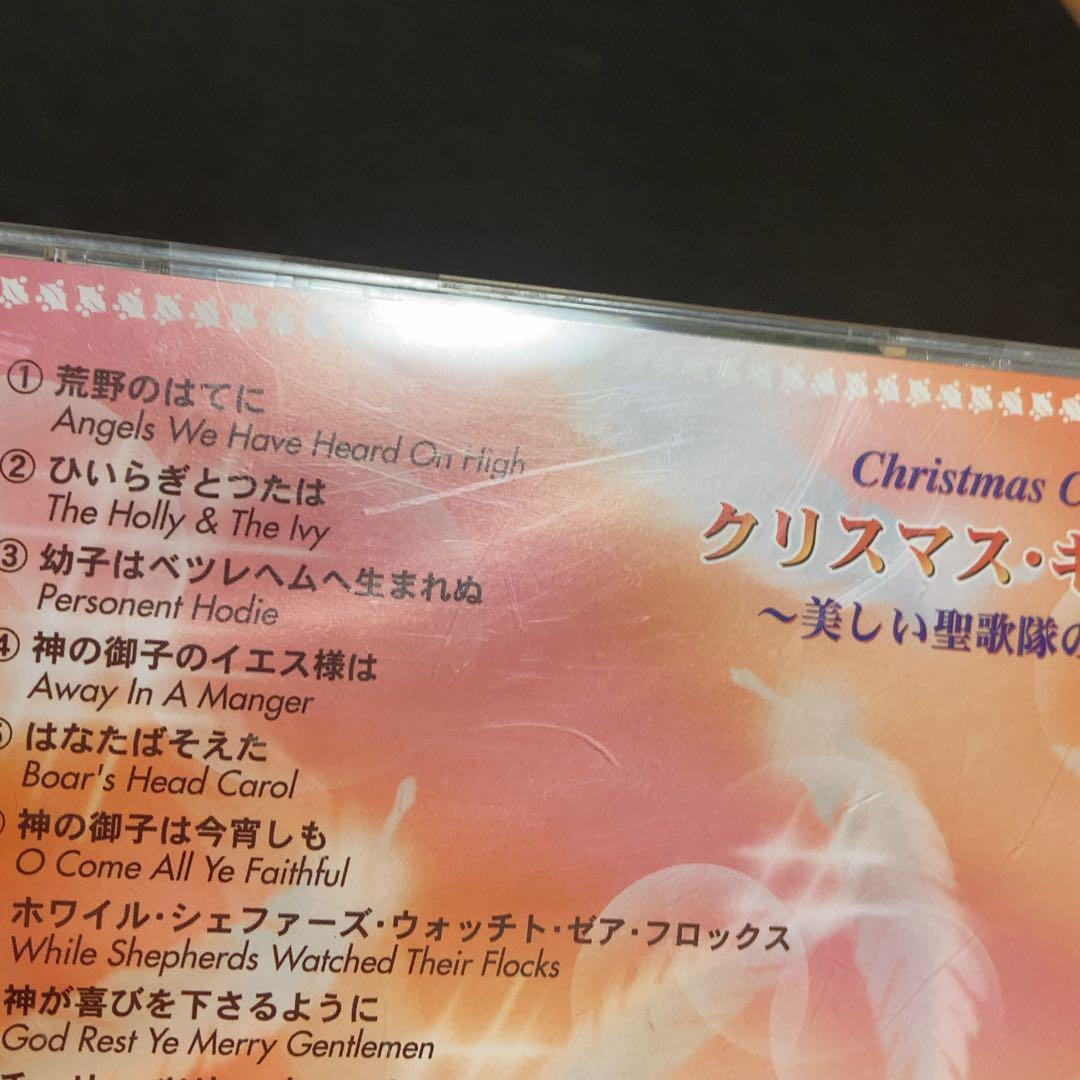 ① 荒野のはてに
Angels We Have Heard On High
② ひいらぎとつたは
The Holly & The Ivy
③ 幼子はベツレヘムへ生まれぬ
Personent Hodie
④ 神の御子のイエス様は
Away In A Manger
はなたばそえた
Boar's Head Carol
神の御子は今宵しも
O Come All Ye Faithful
ホワイル・シェファーズ・ウォッチト・ゼア・フロックス
While Shepherds Watched Their Flocks
神が喜びを下さるように
God Rest Ye Merry Gentlemen
Christmas C
クリスマス・キ
～美しい聖歌隊の